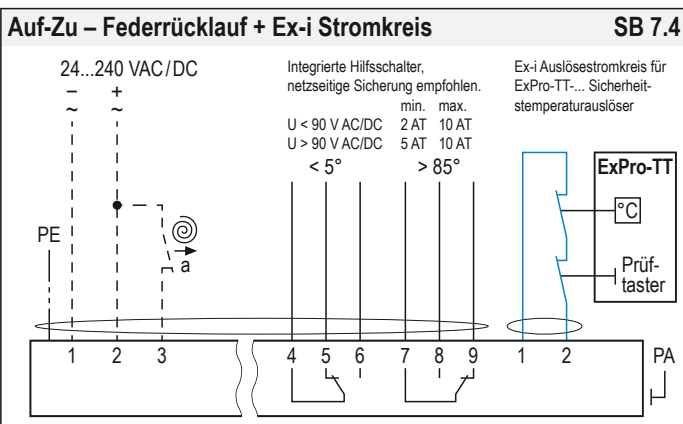 Auf-Zu – Federrücklauf + Ex-i Stromkreis SB 7.4
24...240 VAC/DC
– +
~ ~
Integrierte Hilfsschalter,
netzseitige Sicherung empfohlen.
min. max.
U < 90 V AC/DC 2 AT 10 AT
U > 90 V AC/DC 5 AT 10 AT
< 5° > 85°
Ex-i Auslösestromkreis für
ExPro-TT-... Sicherheit-
stemperaturauslöser
ExPro-TT
°C
Prüf-
taster
PE
a
1 2 3 4 5 6 7 8 9 1 2 PA